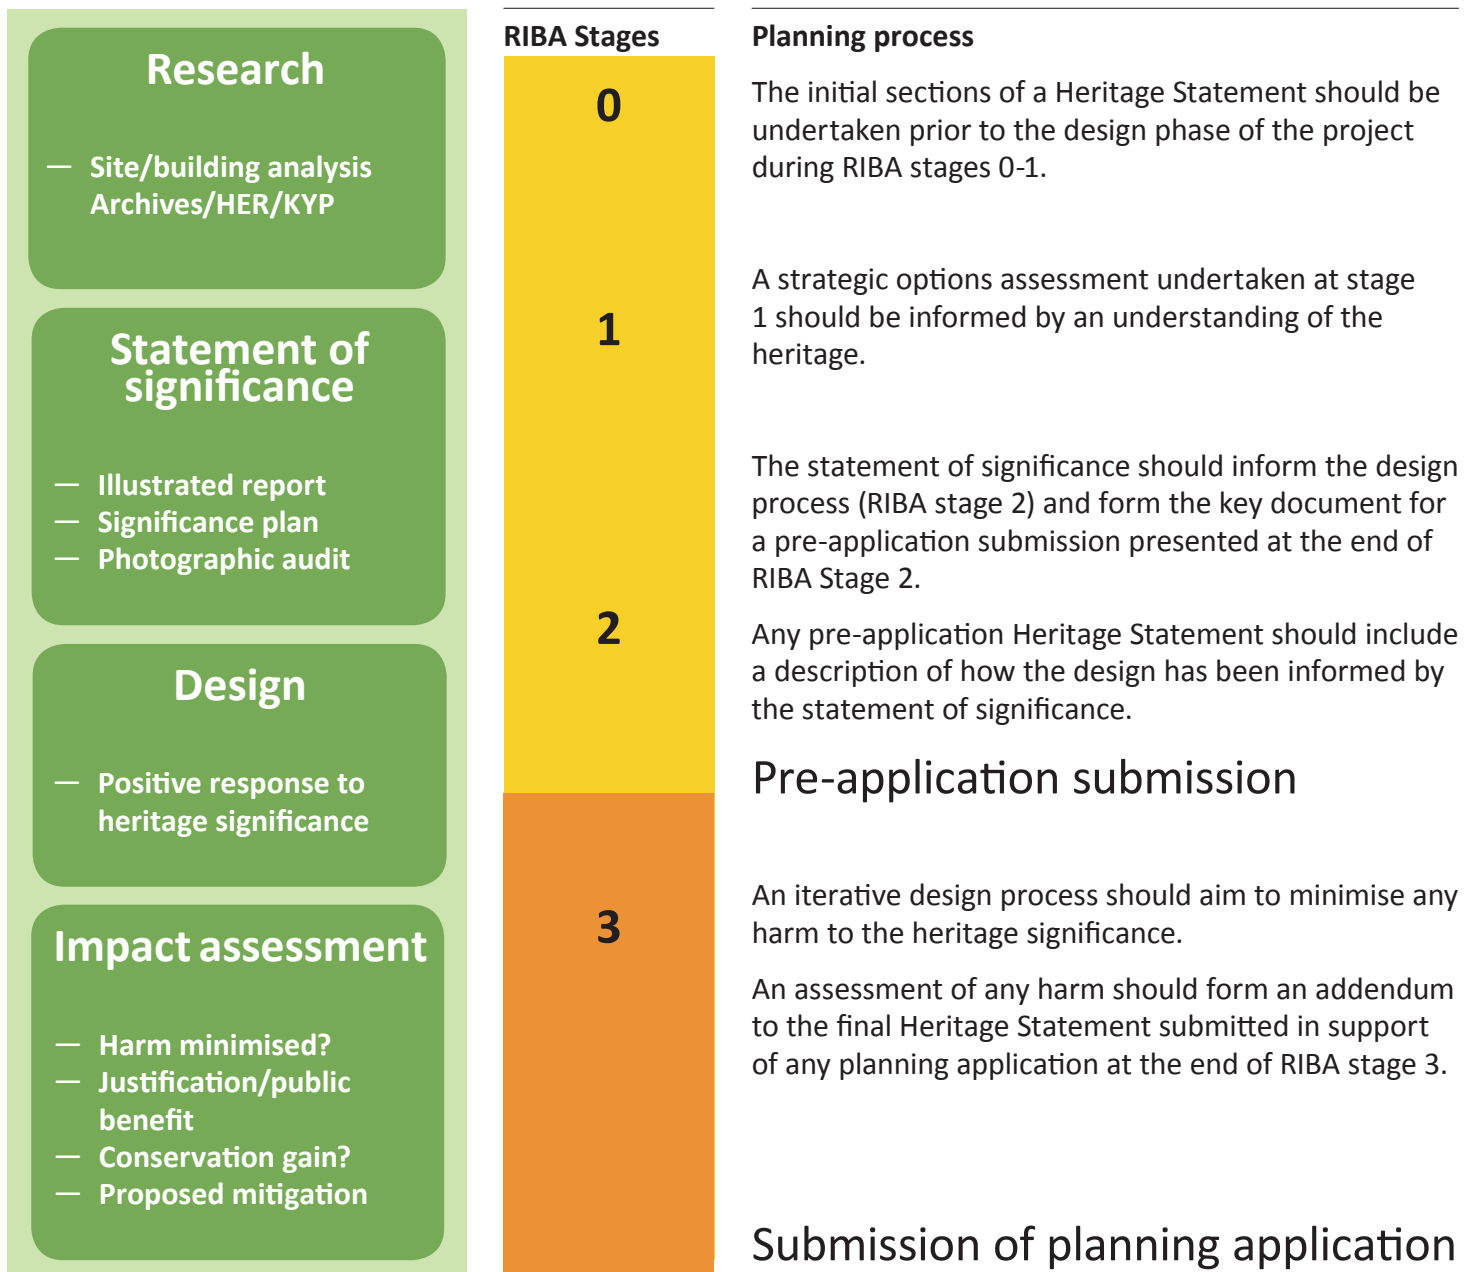 Research
— Site/building analysis
Archives/HER/KYP
Statement of
significance
— Illustrated report
— Significance plan
— Photographic audit
Design
— Positive response to
heritage significance
Impact assessment
— Harm minimised?
— Justification/public
benefit
— Conservation gain?
— Proposed mitigation
RIBA Stages
0
1
2
3
Planning process
The initial sections of a Heritage Statement should be
undertaken prior to the design phase of the project
during RIBA stages 0-1.
A strategic options assessment undertaken at stage
1 should be informed by an understanding of the
heritage.
The statement of significance should inform the design
process (RIBA stage 2) and form the key document for
a pre-application submission presented at the end of
RIBA Stage 2.
Any pre-application Heritage Statement should include
a description of how the design has been informed by
the statement of significance.
Pre-application submission
An iterative design process should aim to minimise any
harm to the heritage significance.
An assessment of any harm should form an addendum
to the final Heritage Statement submitted in support
of any planning application at the end of RIBA stage 3.
Submission of planning application